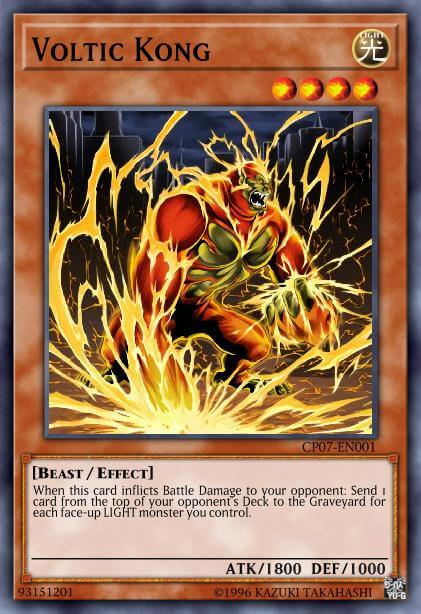 Voltic Kong
LIGHT
光
CP07-EN001
[Beast / Effect]
When this card inflicts Battle Damage to your opponent: Send 1
card from the top of your opponent's Deck to the Graveyard for
each face-up LIGHT monster you control.
ATK/1800 DEF/1000
93151201
©1996 KAZUKI TAKAHASHI